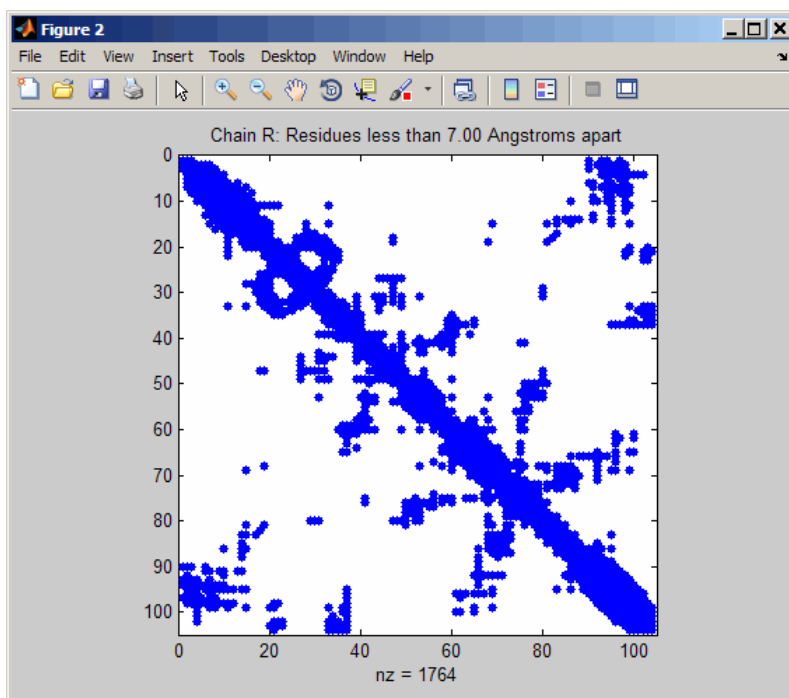 Figure 2
File Edit View Insert Tools Desktop Window Help
Chain R: Residues less than 7.00 Angstroms apart
0
10
20
30
40
50
60
70
80
90
100
0 20 40 60 80 100
nz = 1764